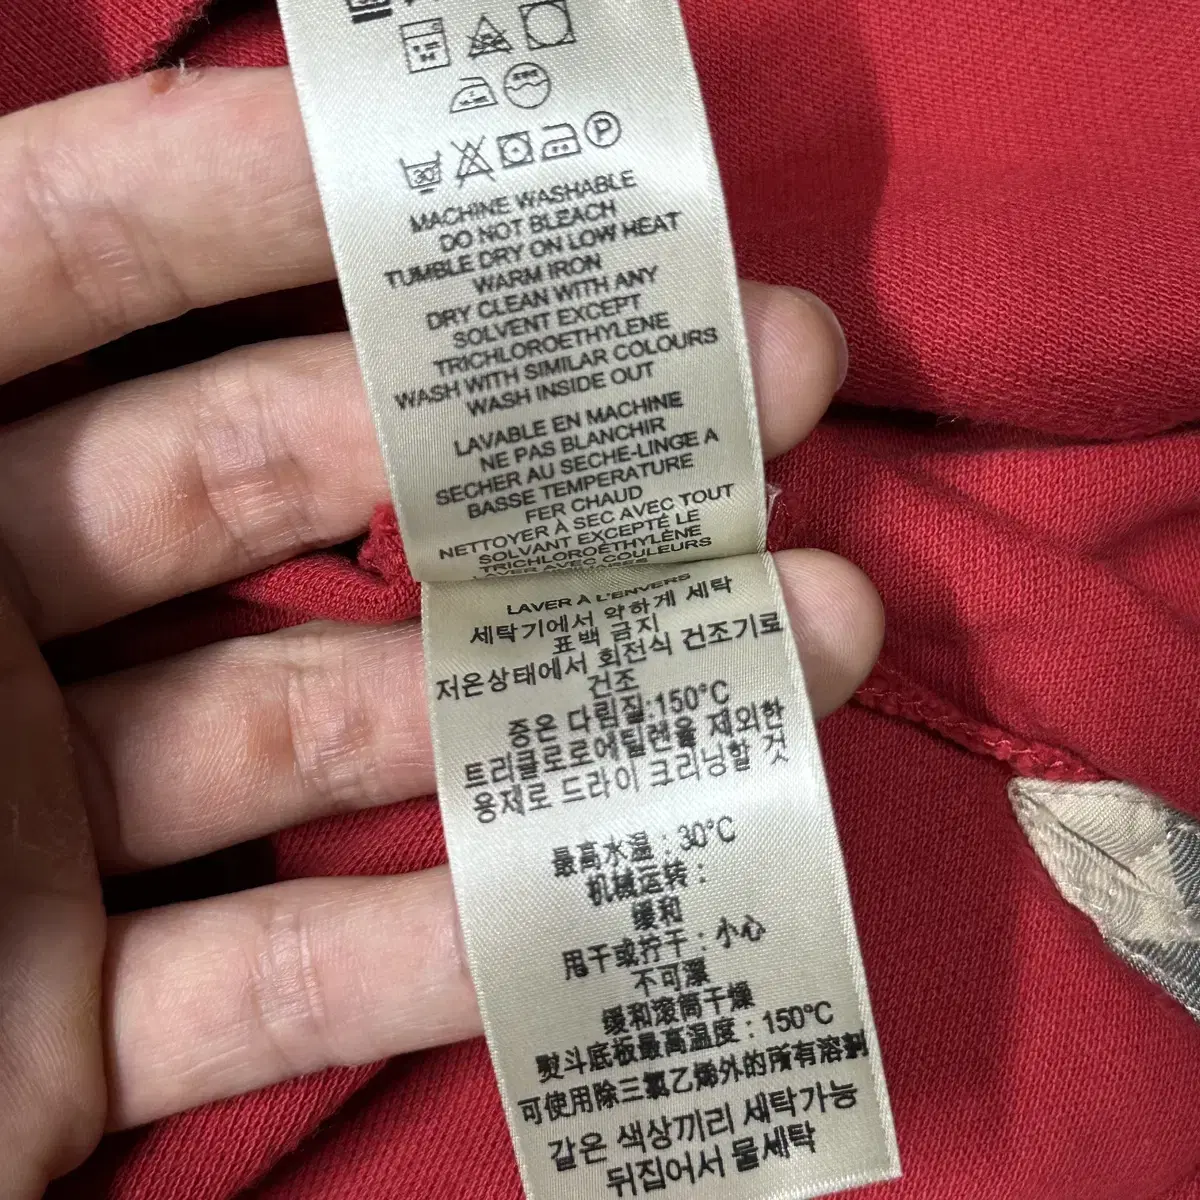 30
P
MACHINE WASHABLE
DO NOT BLEACH
TUMBLE DRY ON LOW HEAT
WARM IRON
DRY CLEAN WITH ANY
SOLVENT EXCEPT
TRICHLOROETHYLENE
WASH WITH SIMILAR COLOURS
WASH INSIDE OUT
LAVABLE EN MACHINE
NE PAS BLANCHIR
SECHER AU SECHE-LINGE A
BASSE TEMPERATURE
FER CHAUD
NETTOYER À SEC AVEC TOUT
SOLVANT EXCEPTÉ LE
TRICHLOROÉTHYLÈNE
LAVER AVEC COULEURS
LAVER À L'ENVERS
세탁기에서 약하게 세탁
표백 금지
저온상태에서 회전식 건조기로
건조
중온 다림질:150°C
트리클로로에틸렌을 제외한
용제로 드라이 크리닝할 것
最高水温：30°C
机械运转：
缓和
甩干或拧干：小心
不可漂
缓和滚筒干燥
熨斗底板最高温度：150°C
可使用除三氯乙烯外的所有溶剂
같은 색상끼리 세탁가능
뒤집어서 물세탁